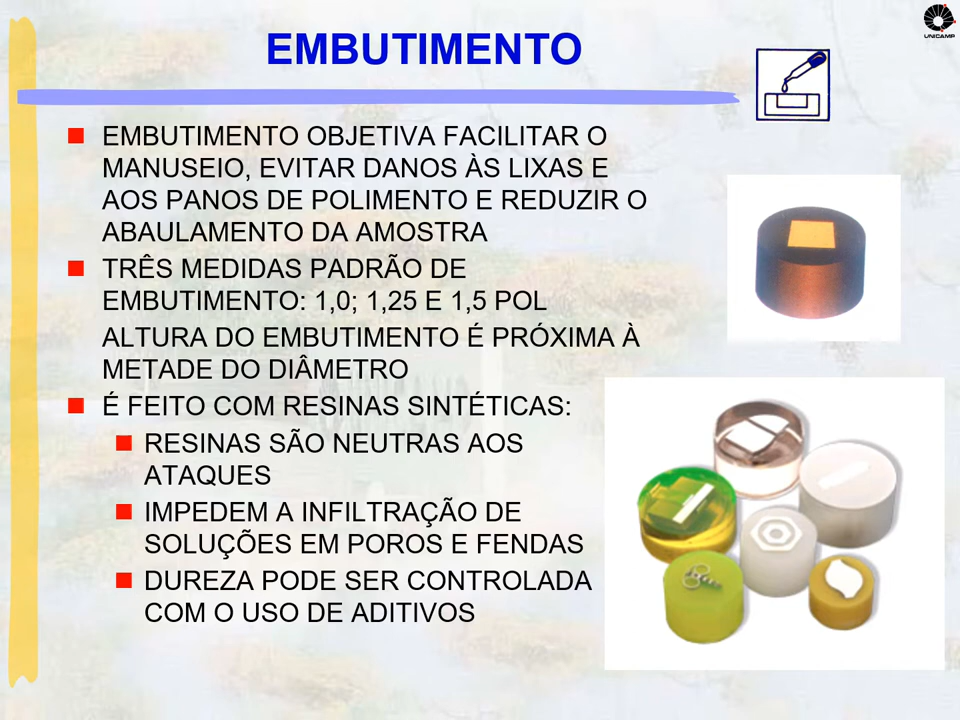 EMBUTIMENTO
UNICAMP
EMBUTIMENTO OBJETIVA FACILITAR O
MANUSEIO, EVITAR DANOS ÀS LIXAS E
AOS PANOS DE POLIMENTO E REDUZIR O
ABAULAMENTO DA AMOSTRA
TRÊS MEDIDAS PADRÃO DE
EMBUTIMENTO: 1,0; 1,25 E 1,5 POL
ALTURA DO EMBUTIMENTO É PRÓXIMA À
METADE DO DIÂMETRO
É FEITO COM RESINAS SINTÉTICAS:
RESINAS SÃO NEUTRAS AOS
ATAQUES
IMPEDEM A INFILTRAÇÃO DE
SOLUÇÕES EM POROS E FENDAS
DUREZA PODE SER CONTROLADA
COM O USO DE ADITIVOS